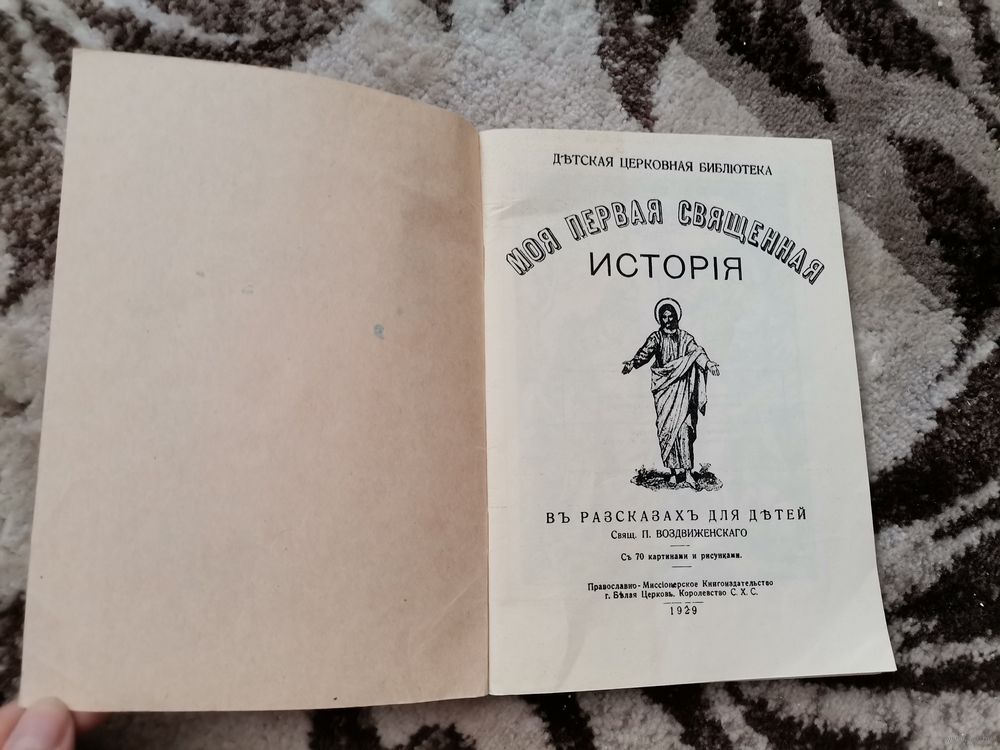 ДѢТСКАЯ ЦЕРКОВНАЯ БИБЛІОТЕКА
МОЯ ПЕРВАЯ СВЯЩЕННАЯ
ИСТОРІЯ
ВЪ РАЗСКАЗАХЪ ДЛЯ ДѢТЕЙ
Свящ. П. ВОЗДВИЖЕНСКАГО
Съ 70 картинами и рисунками.
Православно-Миссіонерское Книгоиздательство
г. Бѣлая Церковь. Королевство С. Х. С.
1929